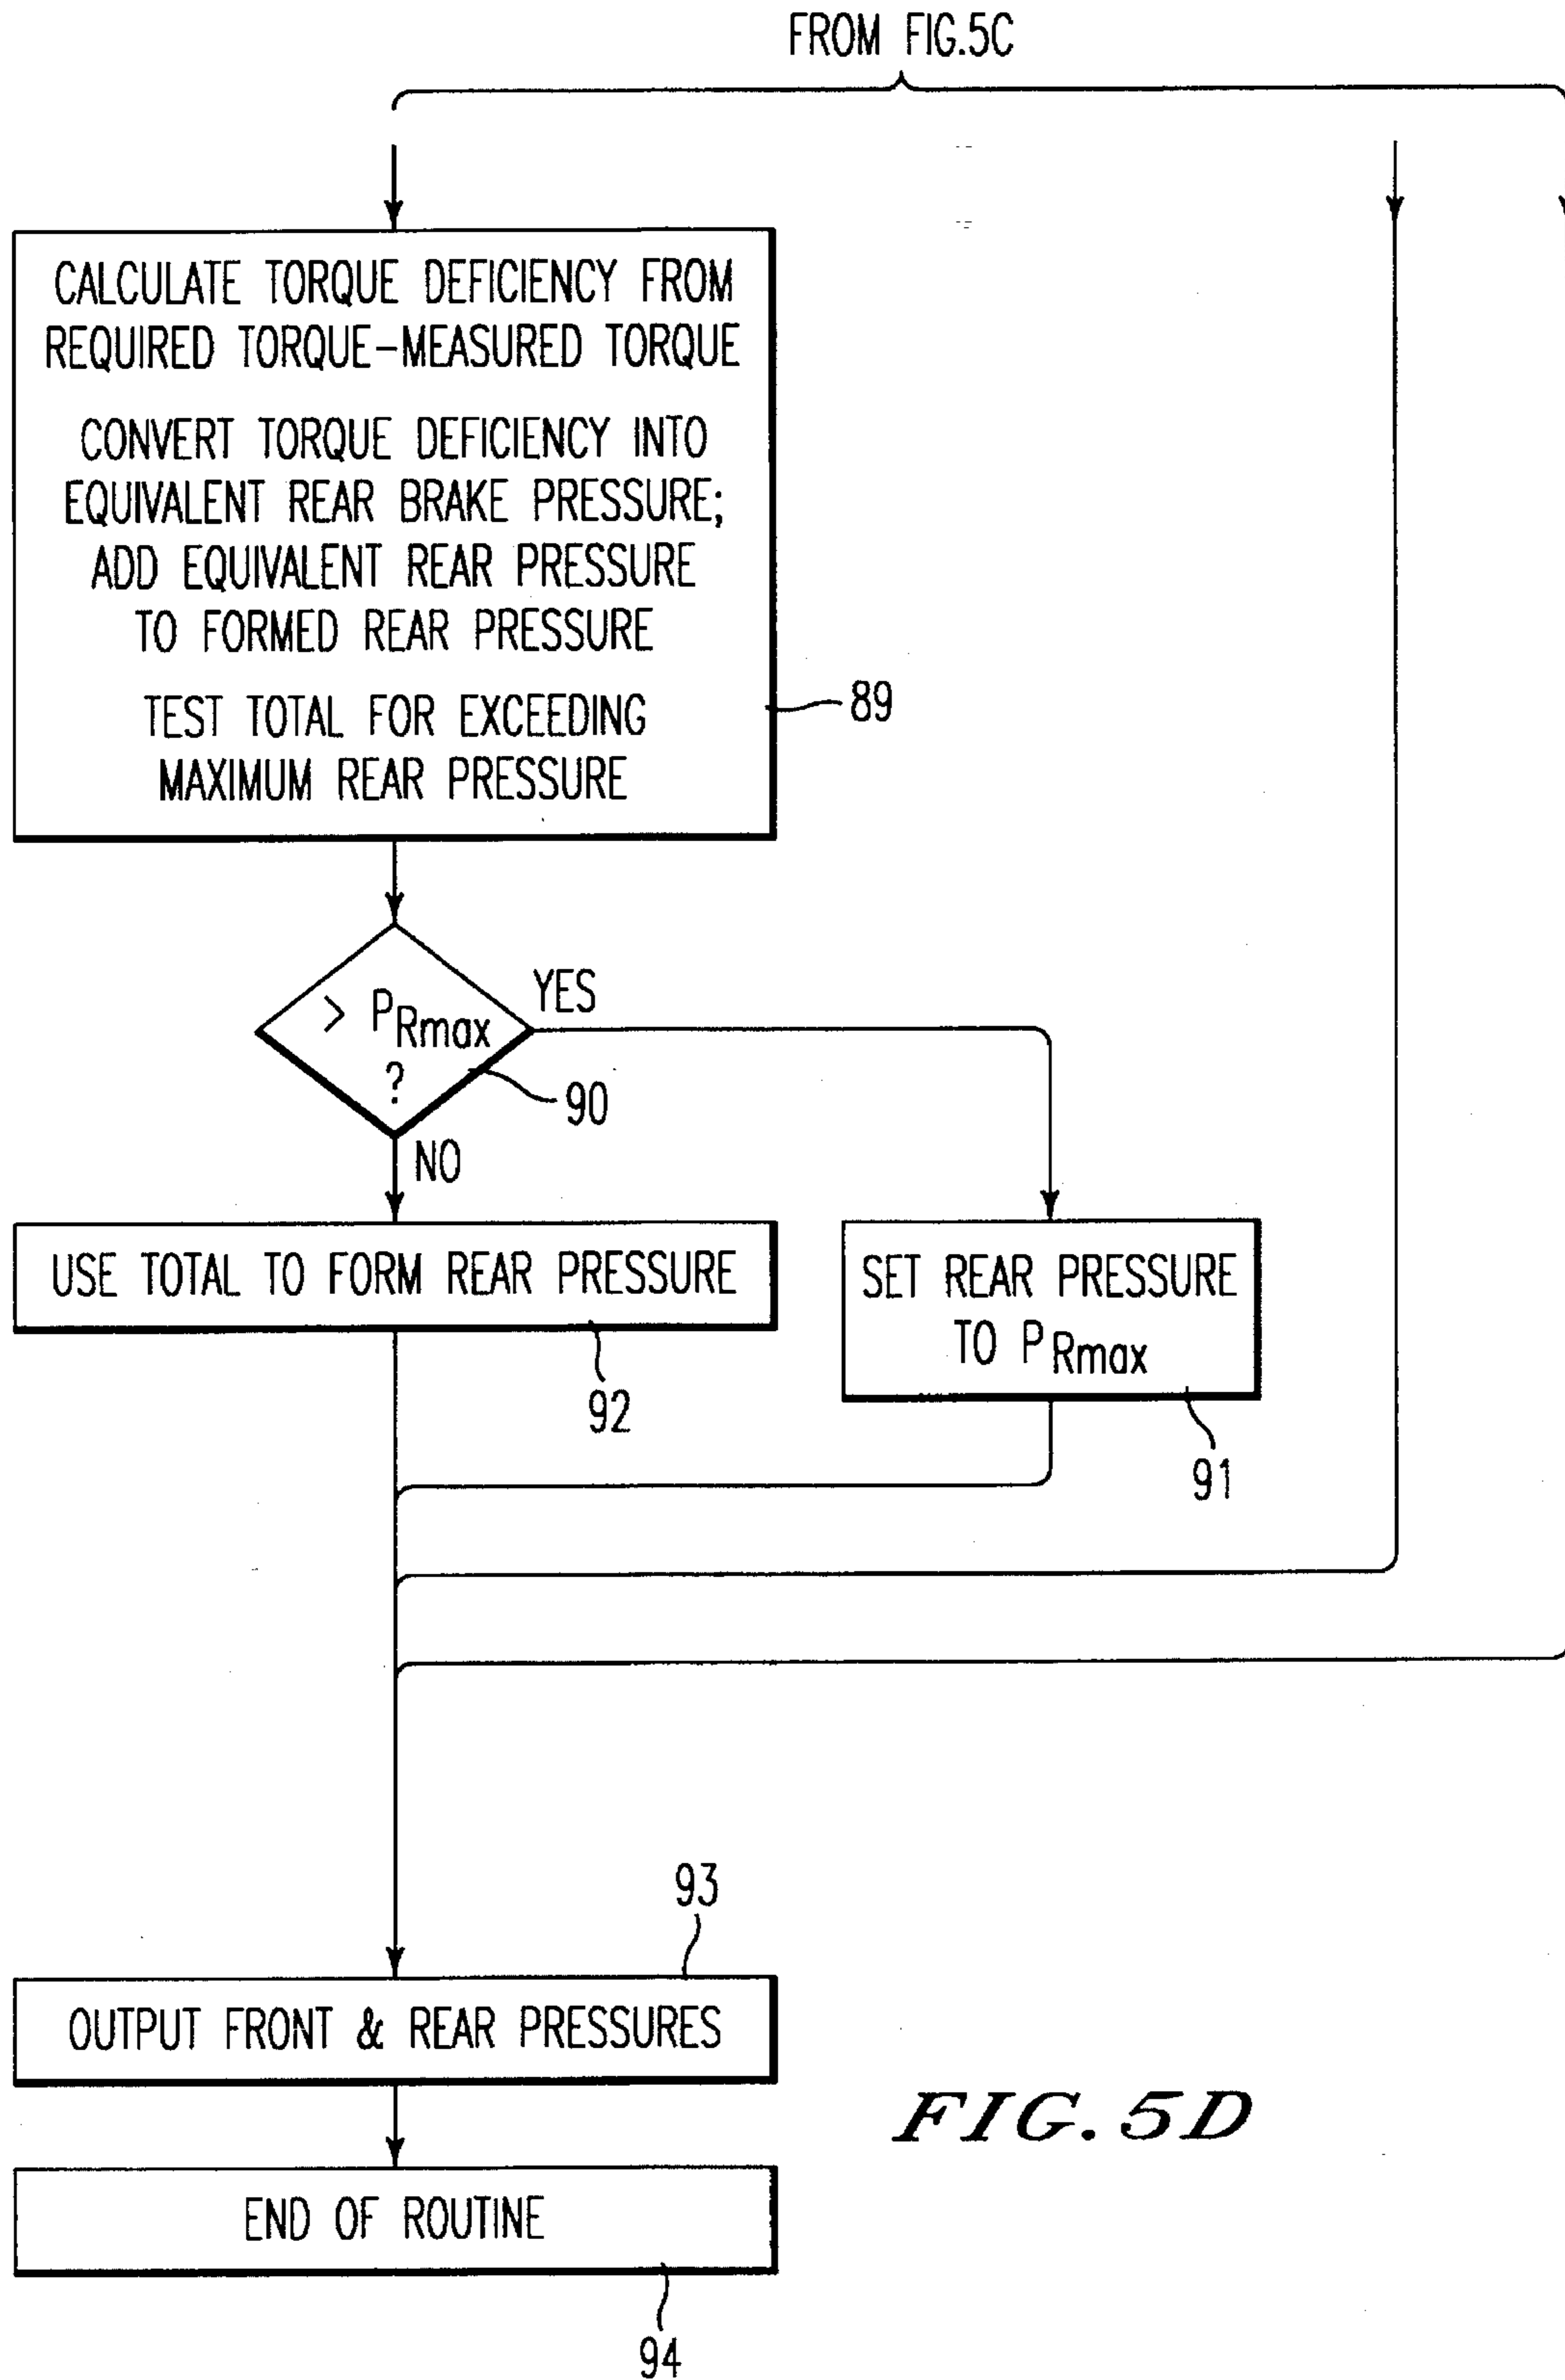 FROM FIG.5C
CALCULATE TORQUE DEFICIENCY FROM
REQUIRED TORQUE-MEASURED TORQUE
CONVERT TORQUE DEFICIENCY INTO
EQUIVALENT REAR BRAKE PRESSURE;
ADD EQUIVALENT REAR PRESSURE
TO FORMED REAR PRESSURE
TEST TOTAL FOR EXCEEDING
MAXIMUM REAR PRESSURE
89
> PRmax
?
YES
90
NO
USE TOTAL TO FORM REAR PRESSURE
92
SET REAR PRESSURE
TO PRmax
91
93
OUTPUT FRONT & REAR PRESSURES
FIG. 5D
END OF ROUTINE
94